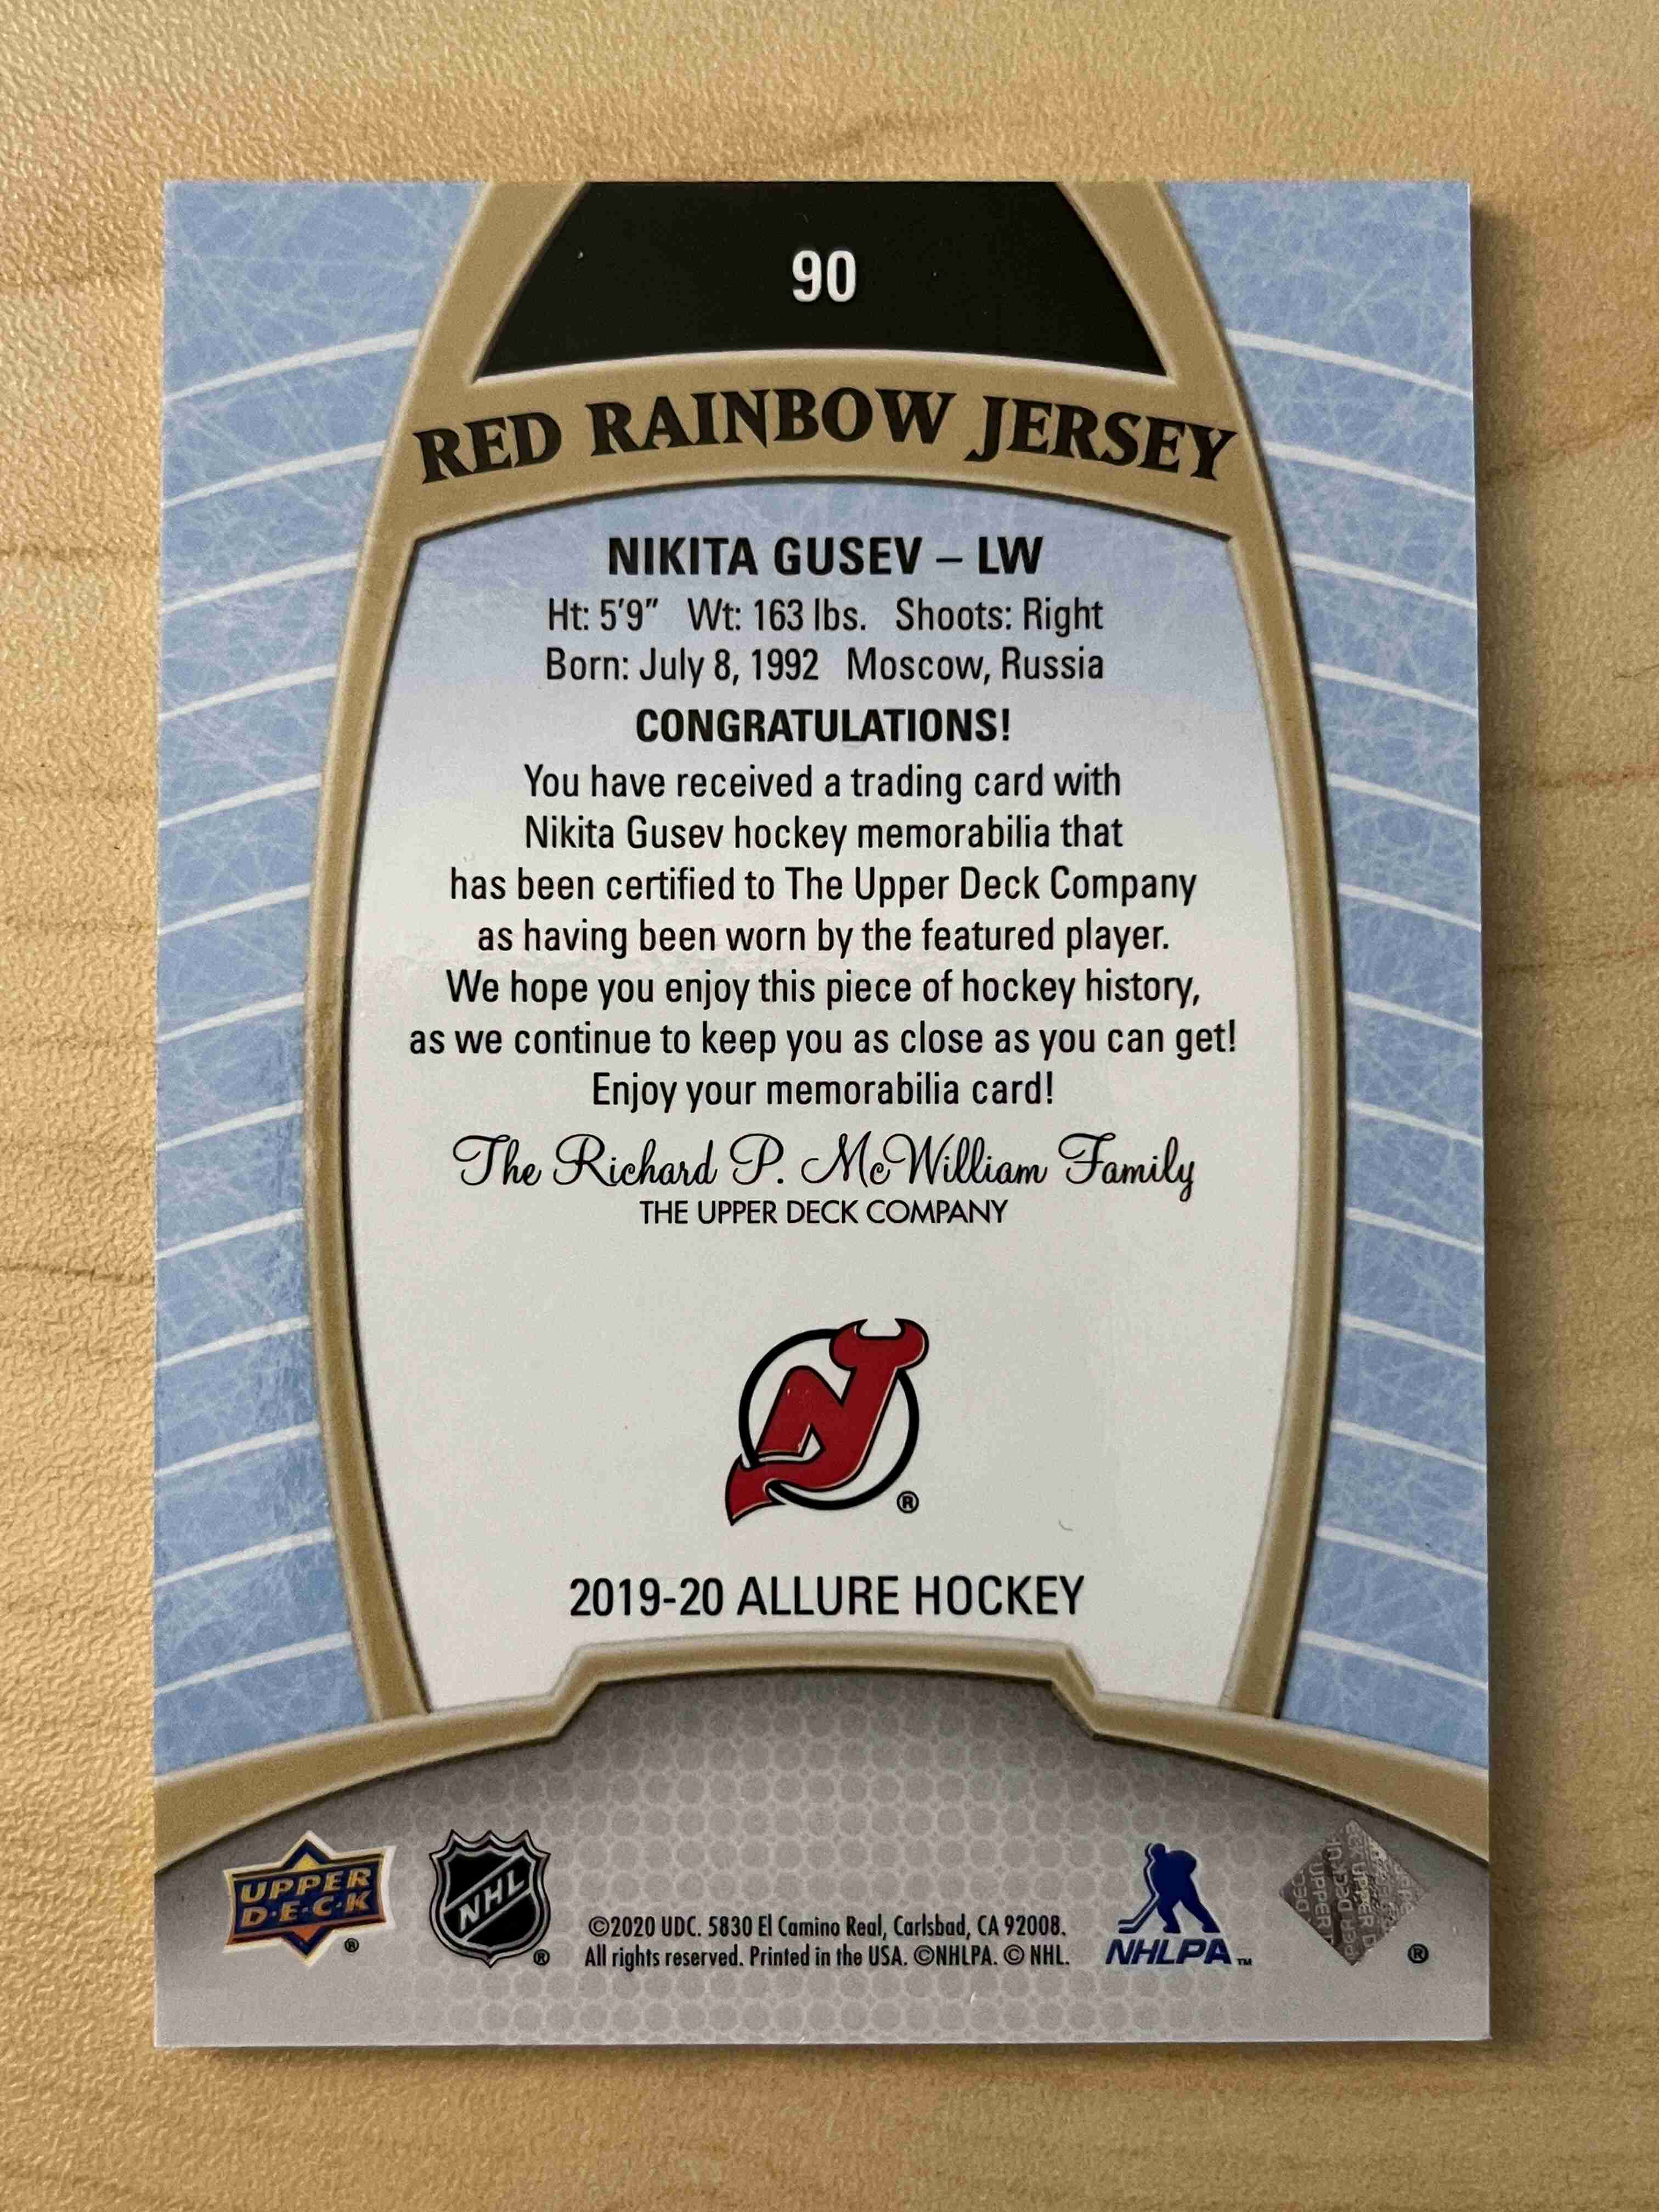 90
RED RAINBOW JERSEY
NIKITA GUSEV – LW
Ht: 5'9" Wt: 163 lbs. Shoots: Right
Born: July 8, 1992 Moscow, Russia
CONGRATULATIONS!
You have received a trading card with
Nikita Gusev hockey memorabilia that
has been certified to The Upper Deck Company
as having been worn by the featured player.
We hope you enjoy this piece of hockey history,
as we continue to keep you as close as you can get!
Enjoy your memorabilia card!
The Richard P. McWilliam Family
THE UPPER DECK COMPANY
NJ
®
2019-20 ALLURE HOCKEY
UPPER
D•E•C•K
®
NHL
®
©2020 UDC. 5830 El Camino Real, Carlsbad, CA 92008.
All rights reserved. Printed in the USA. ©NHLPA. © NHL.
NHLPA™
UPPER DECK
®